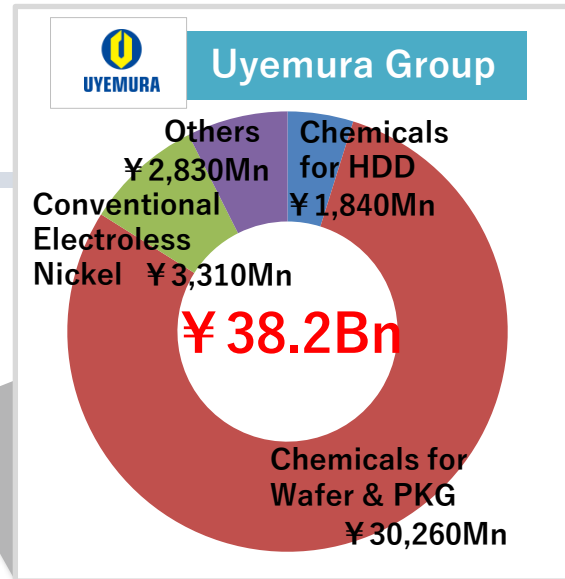 UYEMURA
Uyemura Group
Others
¥2,830Mn
Chemicals
for HDD
¥1,840Mn
Conventional
Electroless
Nickel ¥3,310Mn
¥38.2Bn
Chemicals for
Wafer & PKG
¥30,260Mn